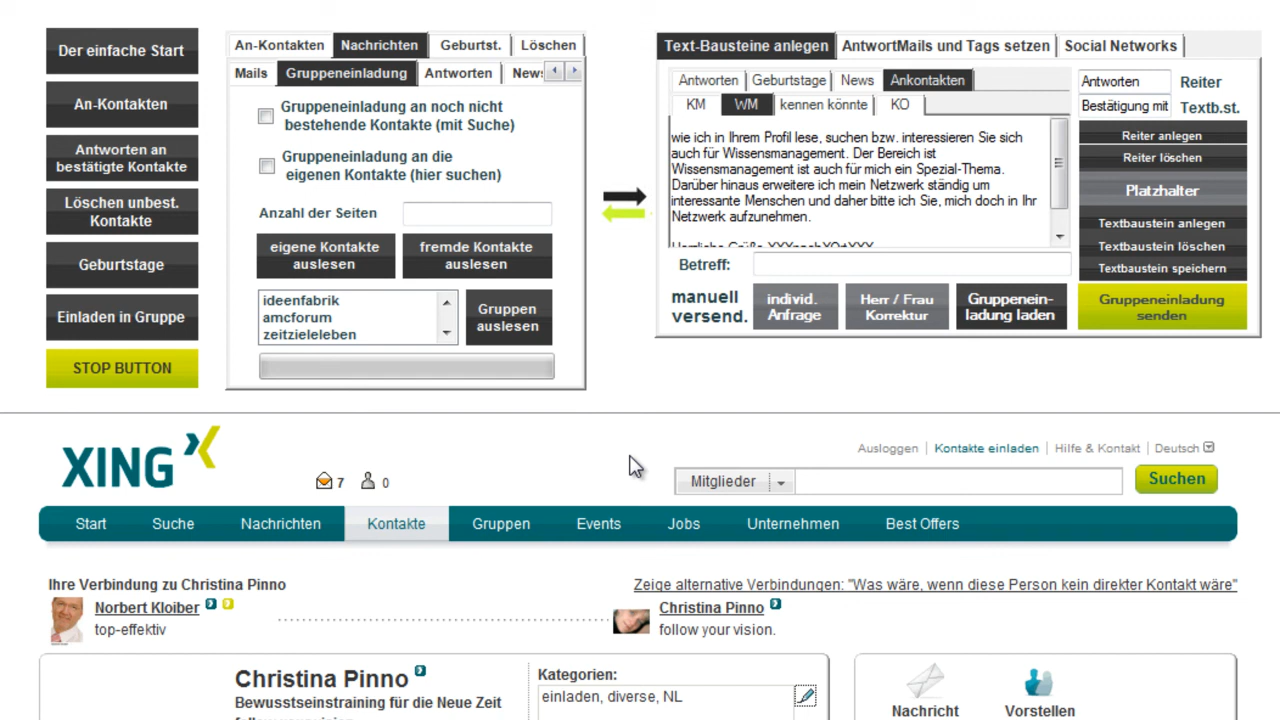 Der einfache Start
An-Kontakten
Antworten an
bestätigte Kontakte
Löschen unbest.
Kontakte
Geburtstage
Einladen in Gruppe
STOP BUTTON
An-Kontakten Nachrichten Geburtst. Löschen
Mails Gruppeneinladung Antworten News
Gruppeneinladung an noch nicht
bestehende Kontakte (mit Suche)
Gruppeneinladung an die
eigenen Kontakte (hier suchen)
Anzahl der Seiten
eigene Kontakte
auslesen
fremde Kontakte
auslesen
ideenfabrik
amcforum
zeitzieleleben
Gruppen
auslesen
Text-Bausteine anlegen AntwortMails und Tags setzen Social Networks
Antworten Geburtstage News Ankontakten
KM WM kennen könnte KO
wie ich in Ihrem Profil lese, suchen bzw. interessieren Sie sich
auch für Wissensmanagement. Der Bereich ist
Wissensmanagement ist auch für mich ein Spezial-Thema.
Darüber hinaus erweitere ich mein Netzwerk ständig um
interessante Menschen und daher bitte ich Sie, mich doch in Ihr
Netzwerk aufzunehmen.
Betreff:
manuell
versend.
individ.
Anfrage
Herr / Frau
Korrektur
Gruppenein-
ladung laden
Antworten Reiter
Bestätigung mit Textb.st.
Reiter anlegen
Reiter löschen
Platzhalter
Textbaustein anlegen
Textbaustein löschen
Textbaustein speichern
Gruppeneinladung
senden
XING
7 0
Ausloggen Kontakte einladen Hilfe & Kontakt Deutsch
Mitglieder Suchen
Start Suche Nachrichten Kontakte Gruppen Events Jobs Unternehmen Best Offers
Ihre Verbindung zu Christina Pinno
Zeige alternative Verbindungen: "Was wäre, wenn diese Person kein direkter Kontakt wäre"
Norbert Kloiber
top-effektiv
Christina Pinno
follow your vision.
Christina Pinno
Bewusstseinstraining für die Neue Zeit
Kategorien:
einladen, diverse, NL
Nachricht Vorstellen